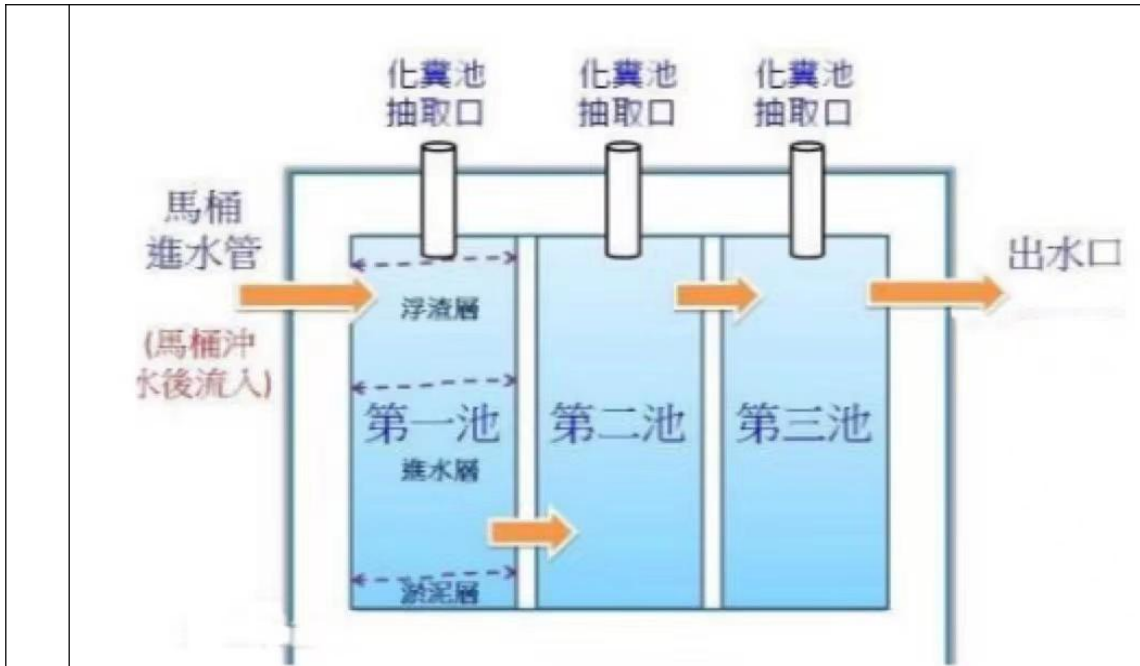 化糞池
抽取口
化糞池
抽取口
化糞池
抽取口
馬桶
進水管
(馬桶沖
水後流入)
出水口
浮渣層
第一池
第二池
第三池
進水層
淤泥層